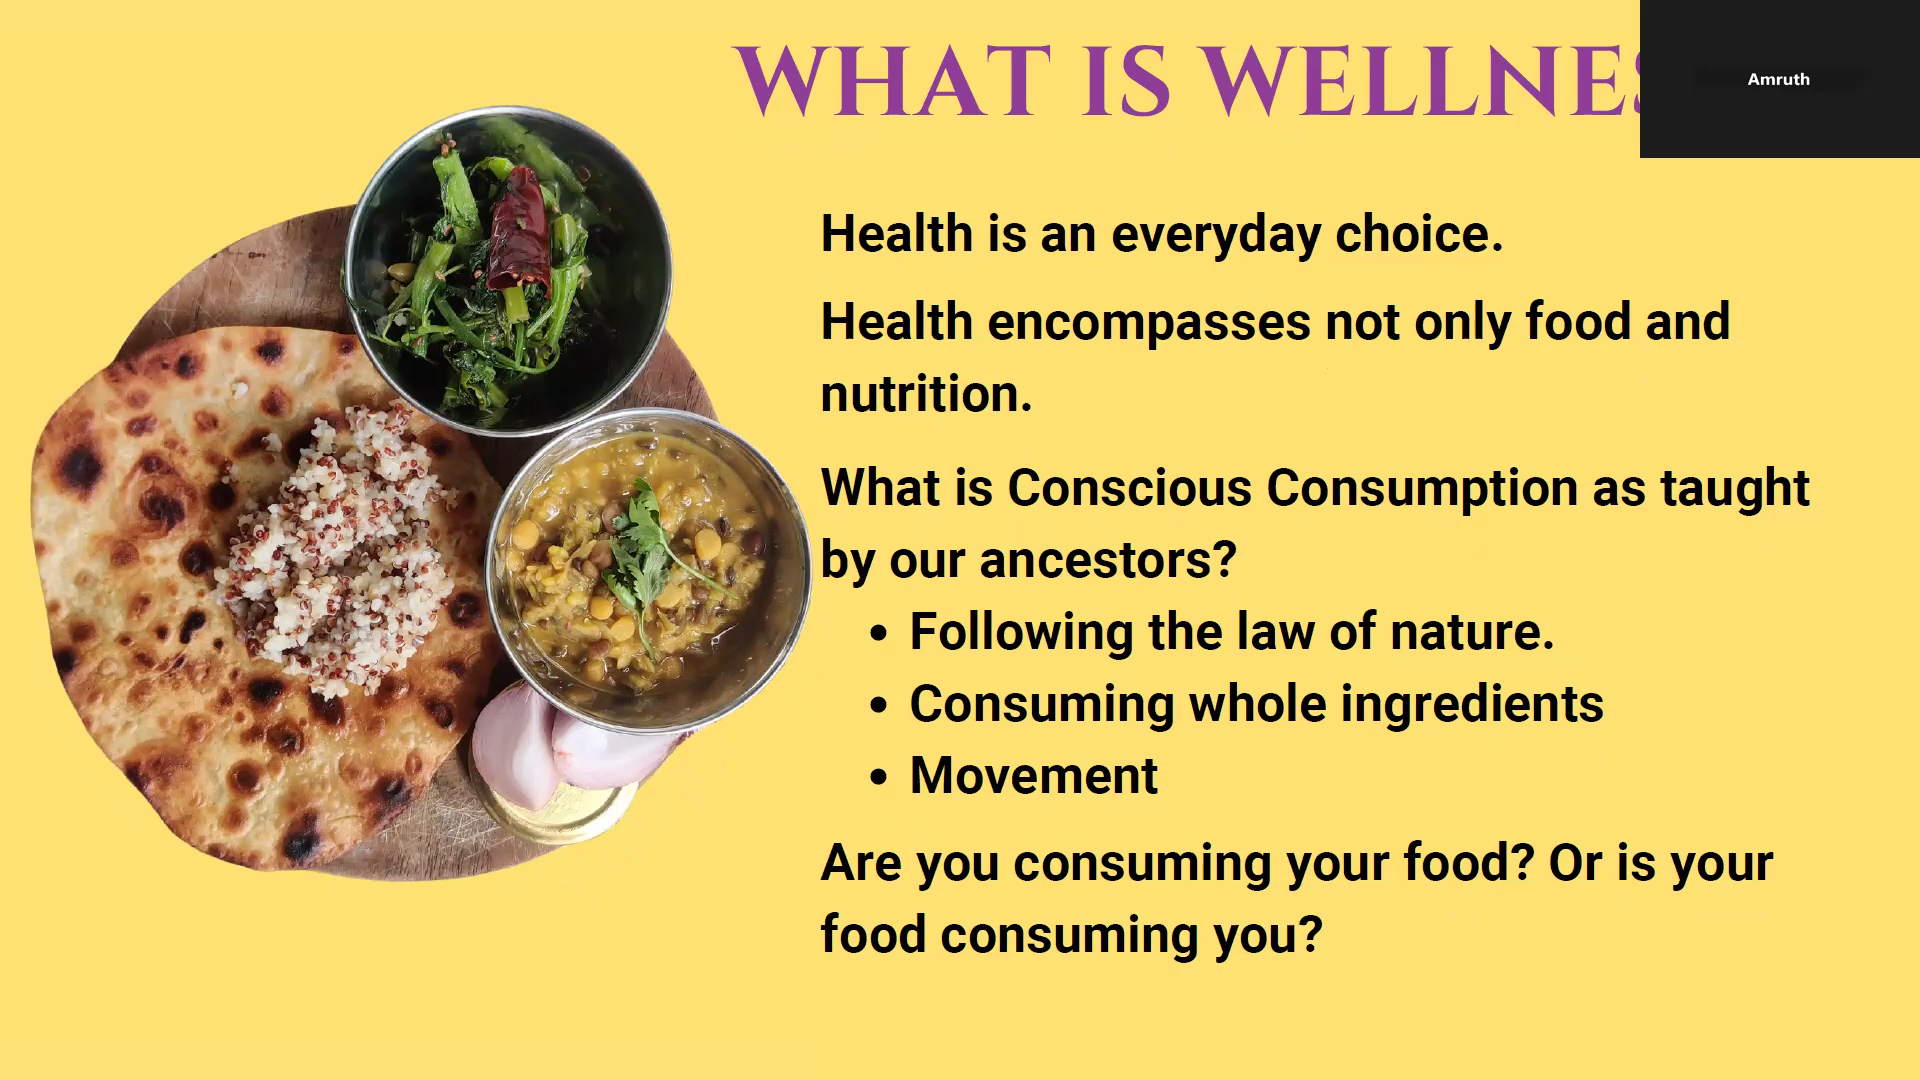 WHAT IS WELLNES
Amruth
Health is an everyday choice.
Health encompasses not only food and
nutrition.
What is Conscious Consumption as taught
by our ancestors?
• Following the law of nature.
• Consuming whole ingredients
• Movement
Are you consuming your food? Or is your
food consuming you?